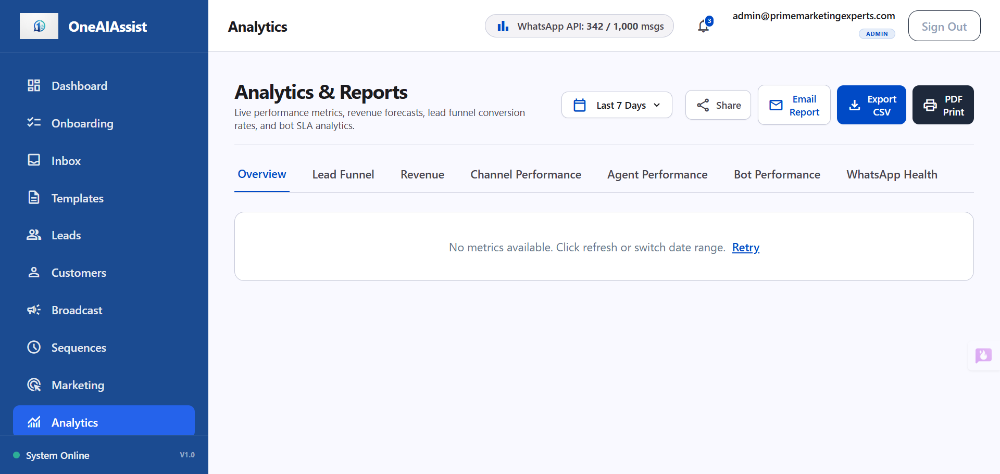 OneAIAssist
Dashboard
Onboarding
Inbox
Templates
Leads
Customers
Broadcast
Sequences
Marketing
Analytics
System Online
V1.0
Analytics
WhatsApp API: 342 / 1,000 msgs
3
admin@primemarketingexperts.com
ADMIN
Sign Out
Analytics & Reports
Live performance metrics, revenue forecasts, lead funnel conversion
rates, and bot SLA analytics.
Last 7 Days
Share
Email
Report
Export
CSV
PDF
Print
Overview
Lead Funnel
Revenue
Channel Performance
Agent Performance
Bot Performance
WhatsApp Health
No metrics available. Click refresh or switch date range. Retry